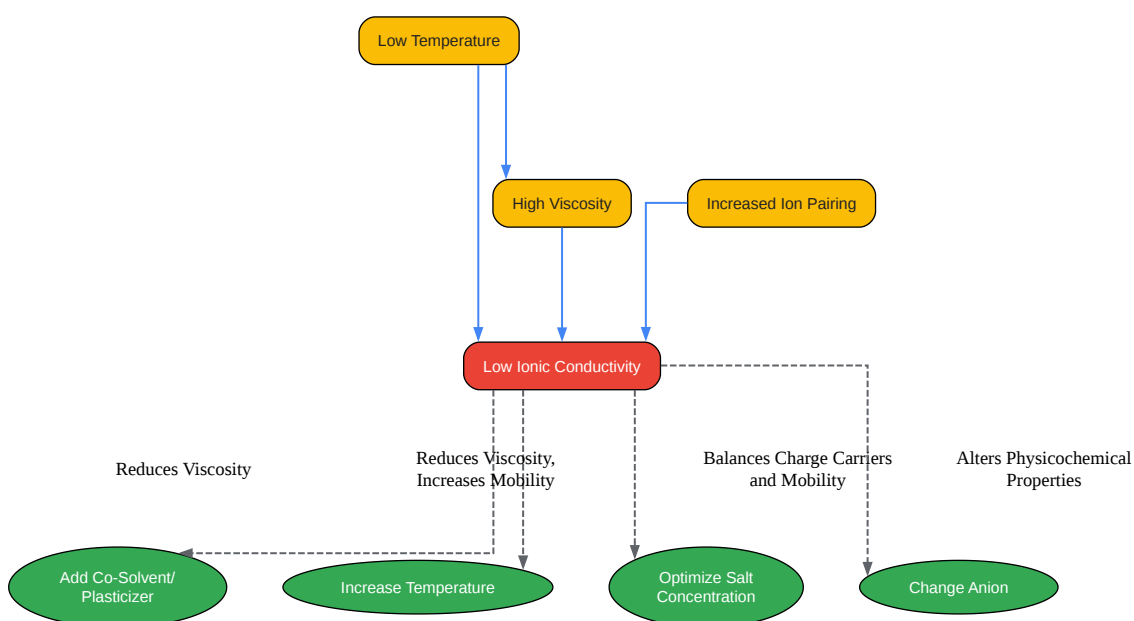 Low Temperature
High Viscosity
Increased Ion Pairing
Low Ionic Conductivity
Reduces Viscosity
Reduces Viscosity,
Increases Mobility
Balances Charge Carriers
and Mobility
Alters Physicochemical
Properties
Add Co-Solvent/
Plasticizer
Increase Temperature
Optimize Salt
Concentration
Change Anion